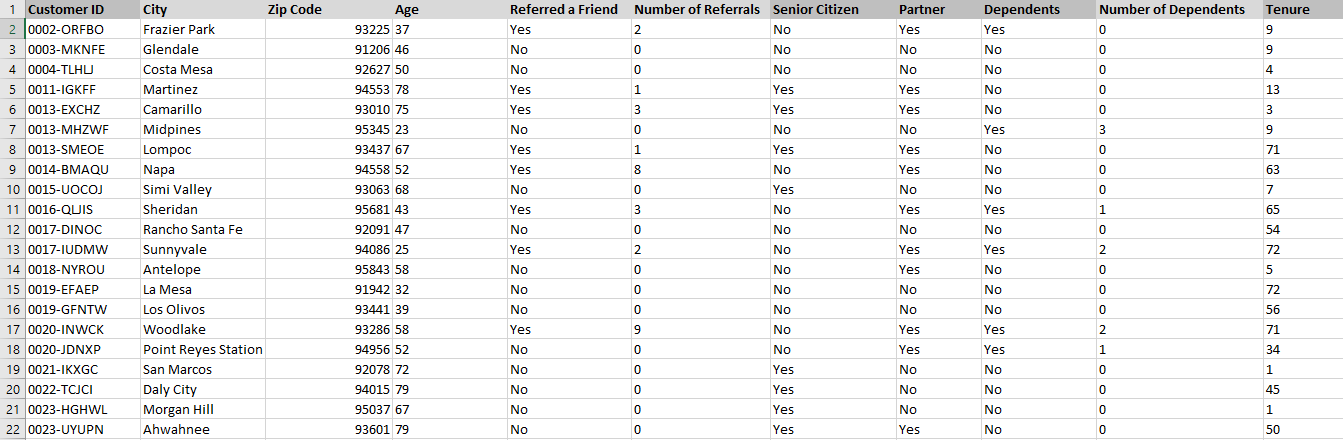 1 Customer ID City Zip Code Age Referred a Friend Number of Referrals Senior Citizen Partner Dependents Number of Dependents Tenure
2 0002-ORFBO Frazier Park 93225 37 Yes 2 No Yes Yes 0 9
3 0003-MKNFE Glendale 91206 46 No 0 No No No 0 9
4 0004-TLHLJ Costa Mesa 92627 50 No 0 No No No 0 4
5 0011-IGKFF Martinez 94553 78 Yes 1 Yes Yes No 0 13
6 0013-EXCHZ Camarillo 93010 75 Yes 3 Yes Yes No 0 3
7 0013-MHZWF Midpines 95345 23 No 0 No No Yes 3 9
8 0013-SMEOE Lompoc 93437 67 Yes 1 Yes Yes No 0 71
9 0014-BMAQU Napa 94558 52 Yes 8 No Yes No 0 63
10 0015-UOCOJ Simi Valley 93063 68 No 0 Yes No No 0 7
11 0016-QLJIS Sheridan 95681 43 Yes 3 No Yes Yes 1 65
12 0017-DINOC Rancho Santa Fe 92091 47 No 0 No No No 0 54
13 0017-IUDMW Sunnyvale 94086 25 Yes 2 No Yes Yes 2 72
14 0018-NYROU Antelope 95843 58 No 0 No Yes No 0 5
15 0019-EFAEP La Mesa 91942 32 No 0 No No No 0 72
16 0019-GFNTW Los Olivos 93441 39 No 0 No No No 0 56
17 0020-INWCK Woodlake 93286 58 Yes 9 No Yes Yes 2 71
18 0020-JDNXP Point Reyes Station 94956 52 No 0 No Yes Yes 1 34
19 0021-IKXGC San Marcos 92078 72 No 0 Yes No No 0 1
20 0022-TCJCI Daly City 94015 79 No 0 Yes No No 0 45
21 0023-HGHWL Morgan Hill 95037 67 No 0 Yes No No 0 1
22 0023-UYUPN Ahwahnee 93601 79 No 0 Yes Yes No 0 50